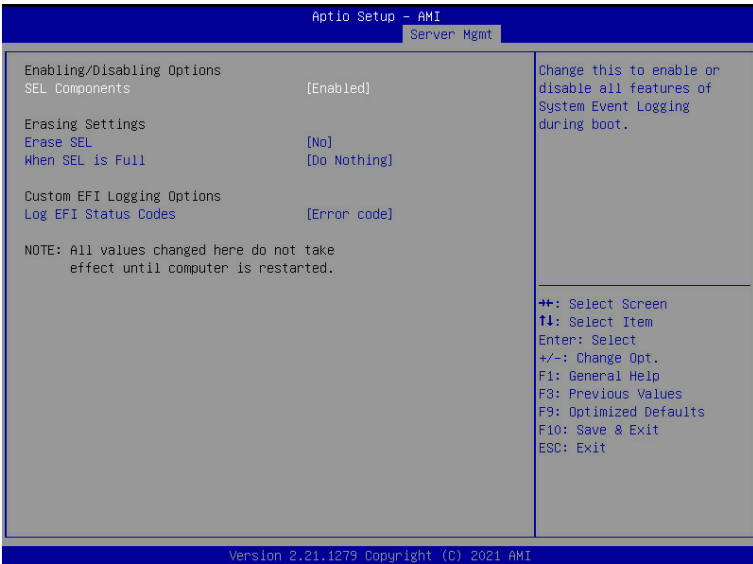 Aptio Setup – AMI
Server Mgmt
Enabling/Disabling Options
SEL Components [Enabled]
Erasing Settings
Erase SEL [No]
When SEL is Full [Do Nothing]
Custom EFI Logging Options
Log EFI Status Codes [Error code]
NOTE: All values changed here do not take
effect until computer is restarted.
Change this to enable or
disable all features of
System Event Logging
during boot.
→←: Select Screen
↑↓: Select Item
Enter: Select
+/-: Change Opt.
F1: General Help
F3: Previous Values
F9: Optimized Defaults
F10: Save & Exit
ESC: Exit
Version 2.21.1279 Copyright (C) 2021 AMI